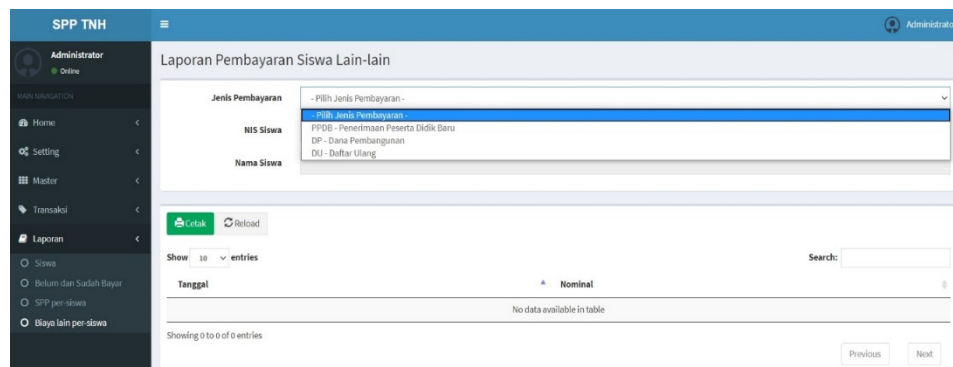 SPP TNH
Administrator
Administrator
Online
MAIN NAVIGATION
Home
Setting
Master
Transaksi
Laporan
Siswa
Belum dan Sudah Bayar
SPP per-siswa
Biaya lain per-siswa
Laporan Pembayaran Siswa Lain-lain
Jenis Pembayaran
- Pilih Jenis Pembayaran -
- Pilih Jenis Pembayaran -
PPDB - Penerimaan Peserta Didik Baru
DP - Dana Pembangunan
DU - Daftar Ulang
NIS Siswa
Nama Siswa
Cetak Reload
Show 10 entries Search:
Tanggal Nominal
No data available in table
Showing 0 to 0 of 0 entries
Previous Next